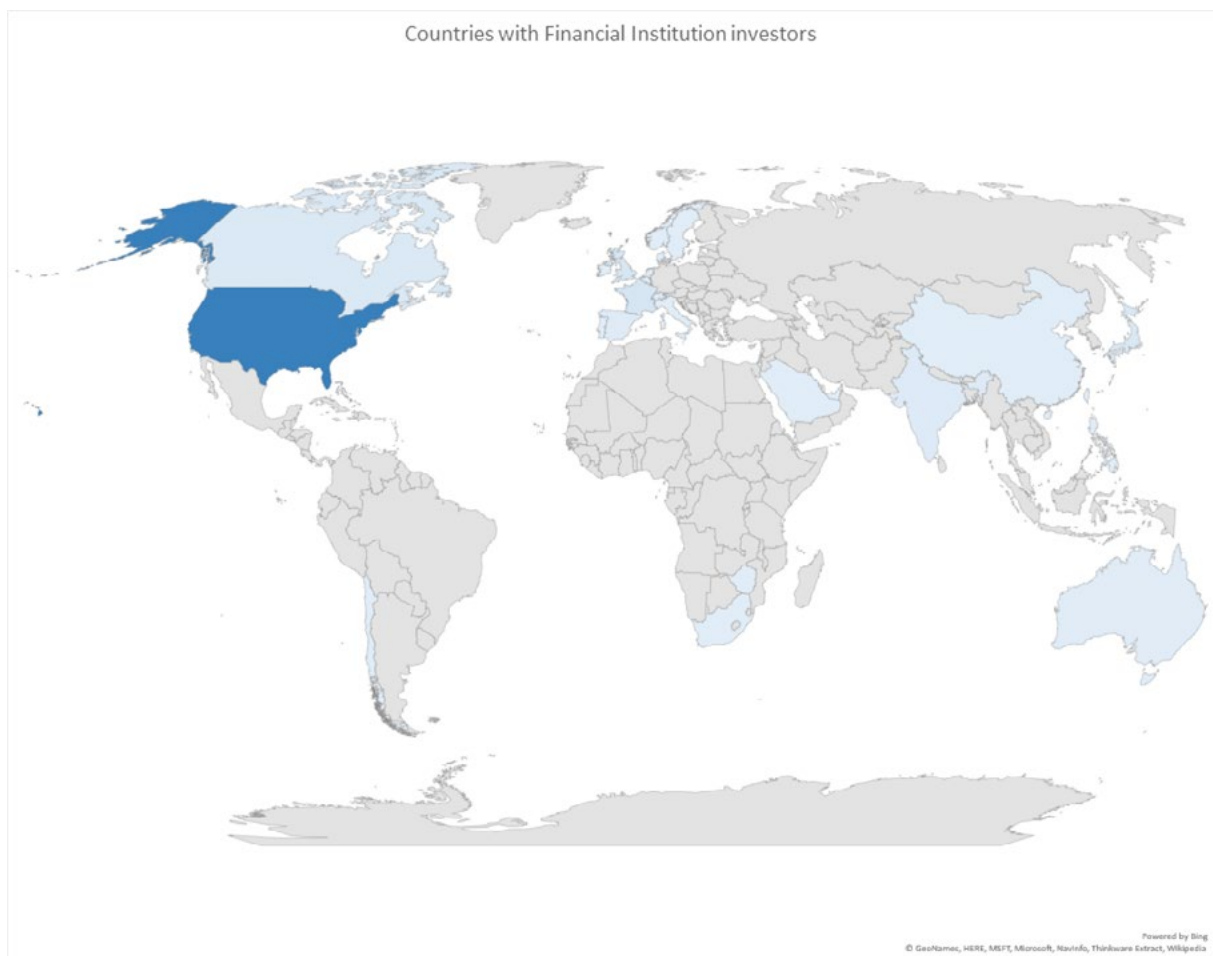 Countries with Financial Institution investors
Powered by Bing
© GeoNames, HERE, MSFT, Microsoft, NavInfo, Thinkware Extract, Wikipedia